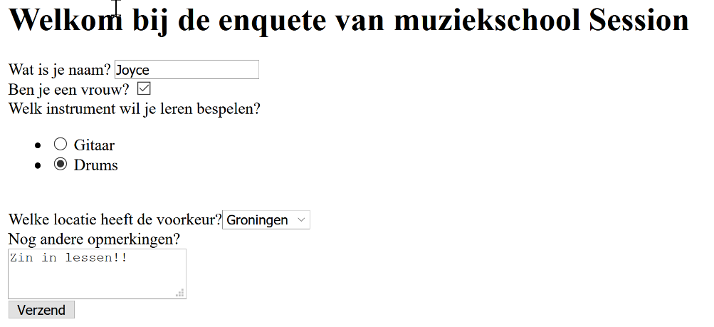 Welkom bij de enquete van muziekschool Session
Wat is je naam? Joyce
Ben je een vrouw?
Welk instrument wil je leren bespelen?
Gitaar
Drums
Welke locatie heeft de voorkeur? Groningen
Nog andere opmerkingen?
Zin in lessen!!
Verzend